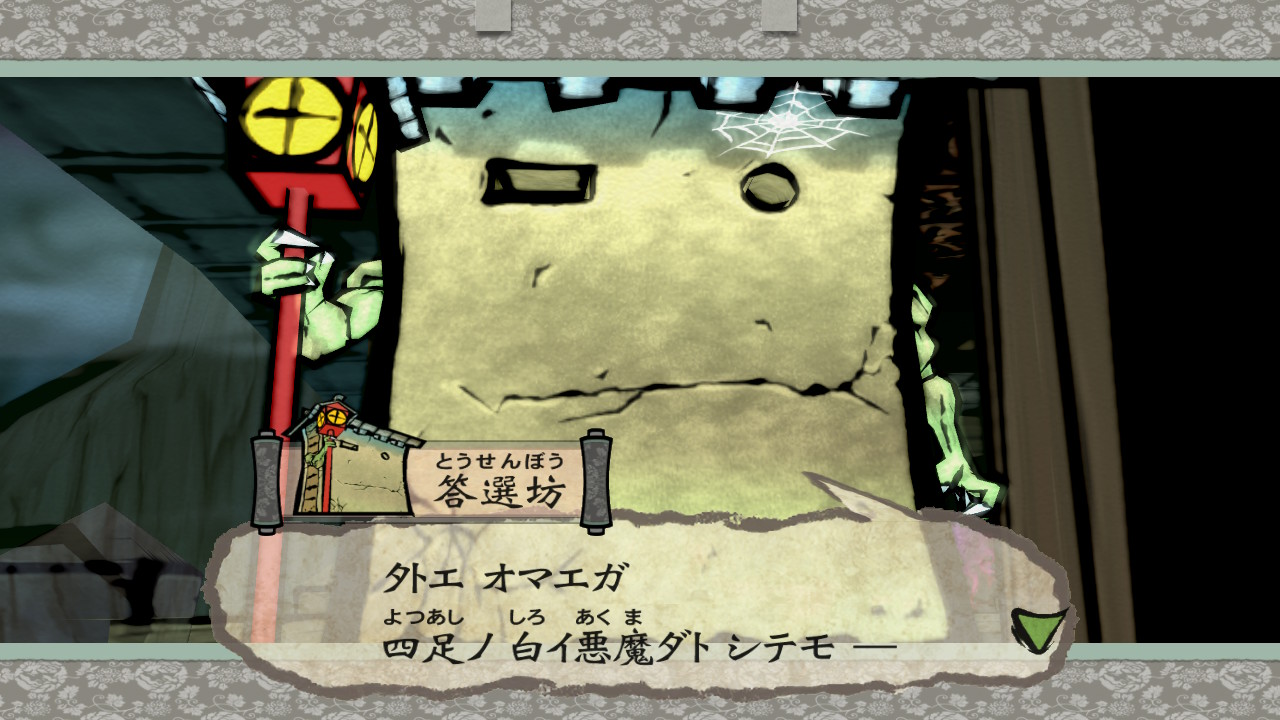 とうせんぼう
答選坊
外エ オマエガ
よつあし しろ あくま
四足ノ白イ悪魔ダト シテモ ―